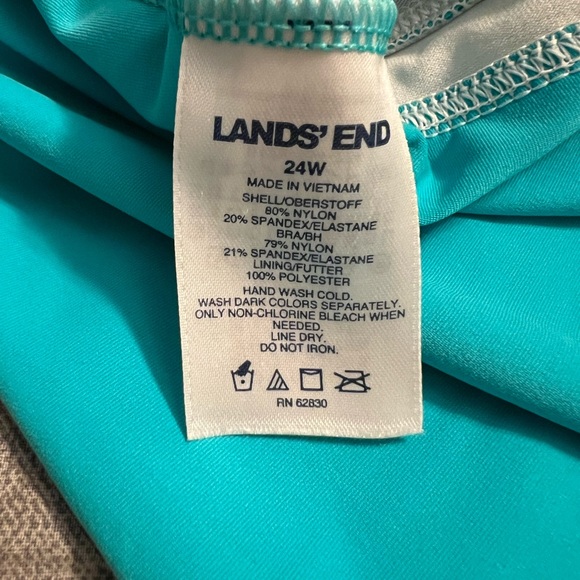 LANDS' END
24W
MADE IN VIETNAM
SHELL/OBERSTOFF
80% NYLON
20% SPANDEX/ELASTANE
BRA/BH
79% NYLON
21% SPANDEX/ELASTANE
LINING/FUTTER
100% POLYESTER
HAND WASH COLD.
WASH DARK COLORS SEPARATELY.
ONLY NON-CHLORINE BLEACH WHEN
NEEDED.
LINE DRY.
DO NOT IRON.
RN 62830